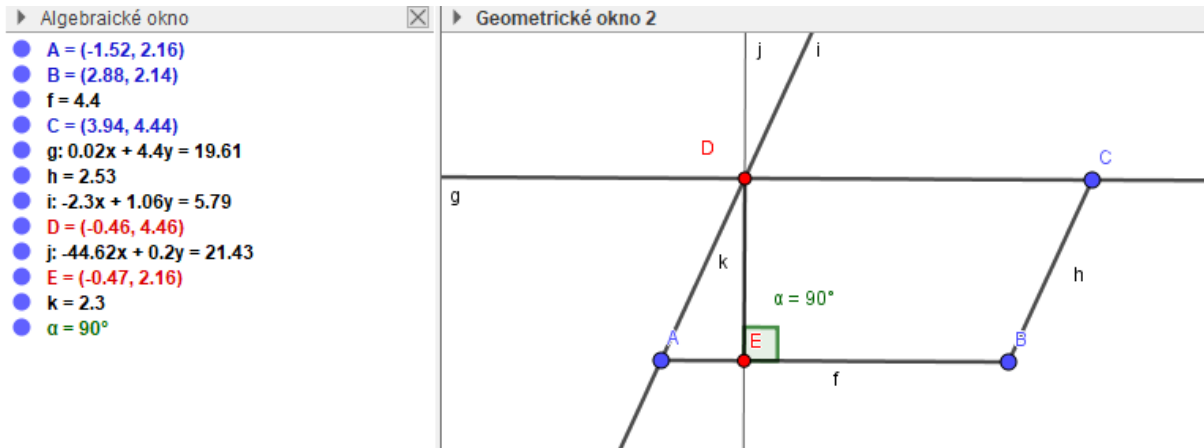 Algebraické okno
A = (-1.52, 2.16)
B = (2.88, 2.14)
f = 4.4
C = (3.94, 4.44)
g: 0.02x + 4.4y = 19.61
h = 2.53
i: -2.3x + 1.06y = 5.79
D = (-0.46, 4.46)
j: -44.62x + 0.2y = 21.43
E = (-0.47, 2.16)
k = 2.3
α = 90°
Geometrické okno 2
j
i
D
C
g
k
h
α = 90°
A
E
B
f